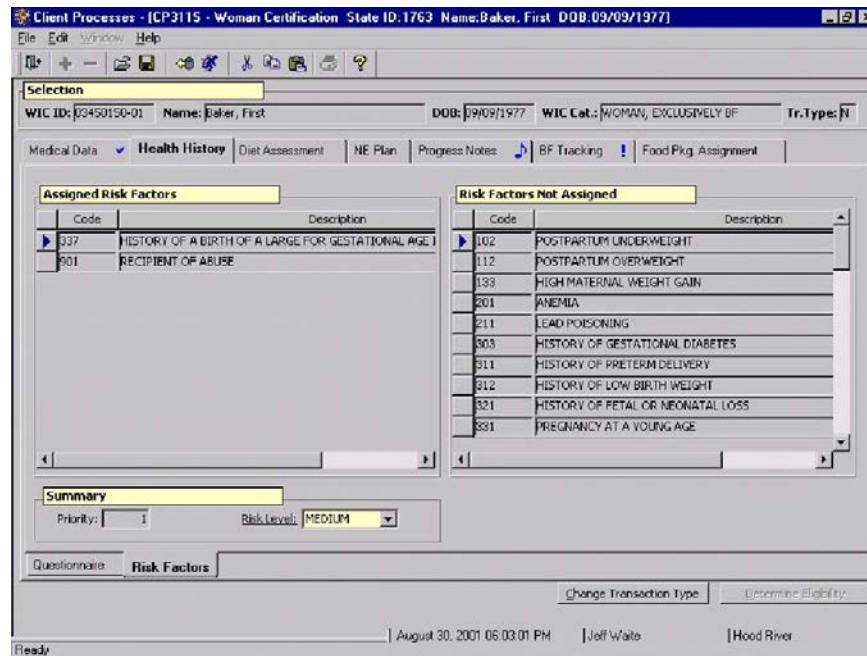 Client Processes - [CP311S - Woman Certification State ID:1763 Name:Baker, First DOB:09/09/1977]
File Edit Window Help
Selection
WIC ID: 03450150-01 Name: Baker, First DOB: 09/09/1977 WIC Cat.: WOMAN, EXCLUSIVELY BF Tr.Type: N
Medical Data Health History Diet Assessment NE Plan Progress Notes BF Tracking Food Pkg. Assignment
Assigned Risk Factors
Code Description
337 HISTORY OF A BIRTH OF A LARGE FOR GESTATIONAL AGE I
901 RECIPIENT OF ABUSE
Risk Factors Not Assigned
Code Description
102 POSTPARTUM UNDERWEIGHT
112 POSTPARTUM OVERWEIGHT
133 HIGH MATERNAL WEIGHT GAIN
201 ANEMIA
211 LEAD POISONING
303 HISTORY OF GESTATIONAL DIABETES
311 HISTORY OF PRETERM DELIVERY
312 HISTORY OF LOW BIRTH WEIGHT
321 HISTORY OF FETAL OR NEONATAL LOSS
331 PREGNANCY AT A YOUNG AGE
Summary
Priority: 1 Risk Level: MEDIUM
Questionnaire Risk Factors
Change Transaction Type Determine Eligibility
August 30, 2001 06:03:01 PM Jeff Waite Hood River
Ready